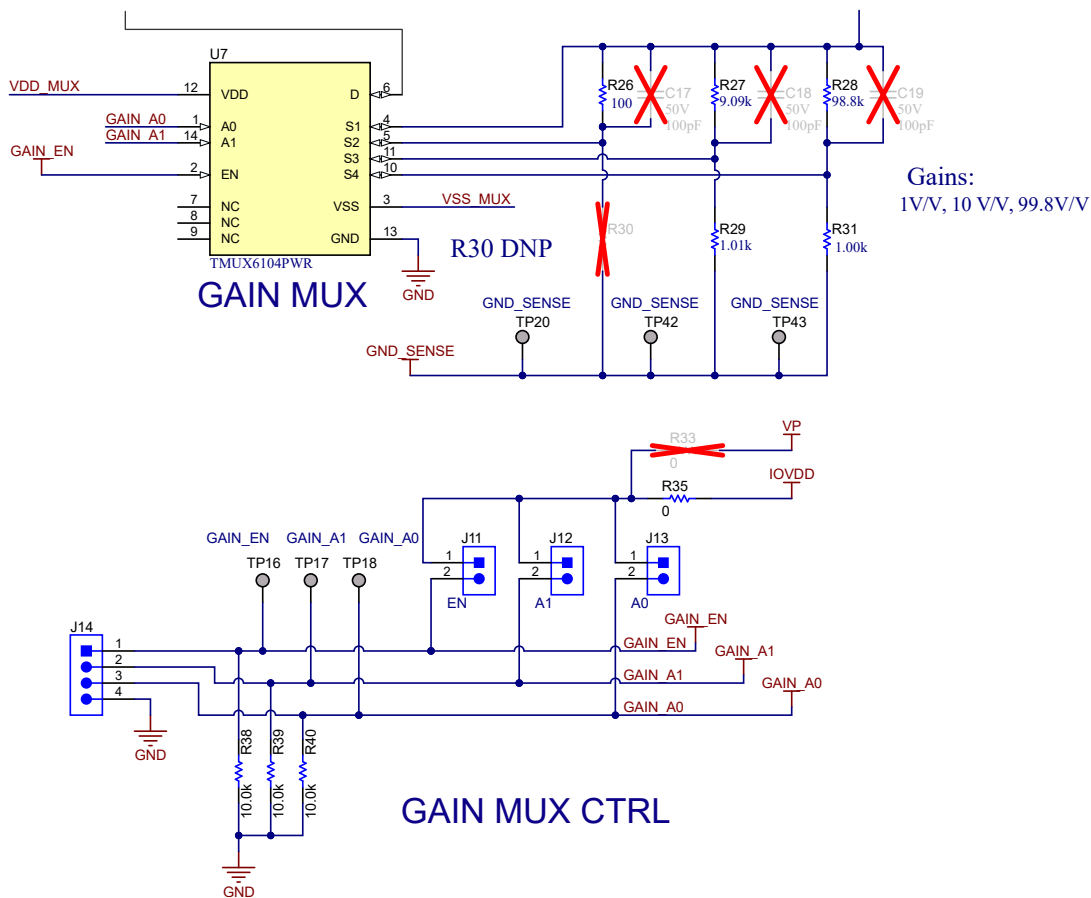 U7
VDD_MUX 12 VDD D 6
GAIN_A0 1 A0 S1 4
GAIN_A1 14 A1 S2 5
S3 11
GAIN_EN 2 EN S4 10
7 NC VSS 3 VSS_MUX
8 NC
9 NC GND 13
TMUX6104PWR
GND
GAIN MUX
R26
100
C17
50V
100pF
R27
9.09k
C18
50V
100pF
R28
98.8k
C19
50V
100pF
Gains:
1V/V, 10 V/V, 99.8V/V
R30 DNP
R30
R29
1.01k
R31
1.00k
GND_SENSE
TP20
GND_SENSE
TP42
GND_SENSE
TP43
GND_SENSE
R33
0
VP
R35
0
IOVDD
GAIN_EN
TP16
GAIN_A1
TP17
GAIN_A0
TP18
J11
1
2
EN
J12
1
2
A1
J13
1
2
A0
J14
1
2
3
4
GND
GAIN_EN GAIN_EN
GAIN_A1 GAIN_A1
GAIN_A0 GAIN_A0
R38
10.0k
R39
10.0k
R40
10.0k
GND
GAIN MUX CTRL